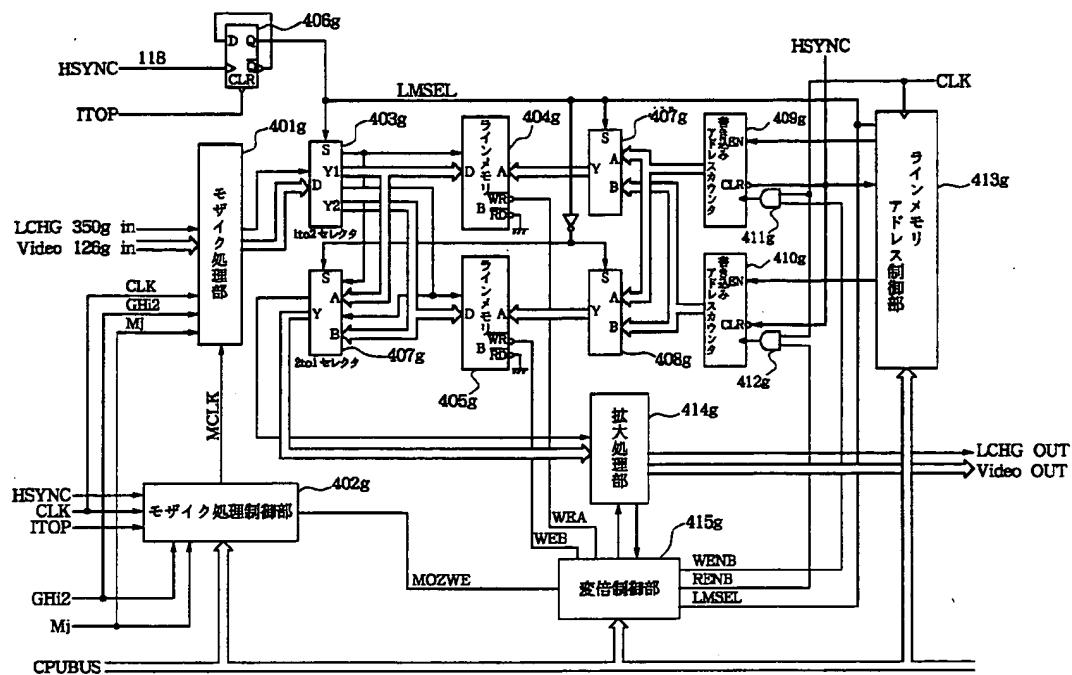 406g
D Q
Q
CLR
HSYNC 118
ITOP
HSYNC
CLK
LMSEL
401g
403g
404g
407g
409g
413g
モザイク処理部
S
D
Y1
Y2
1to2セレクタ
ラインメモリ
D
A
B
WR
RD
S
A
Y
B
書き込み
アドレスカウンタ
EN
CLR
411g
ラインメモリ
アドレス制御部
LCHG 350g in
Video 126g in
CLK
GHi2
Mj
S
A
Y
B
2to1セレクタ
407g
ラインメモリ
D
A
B
WR
RD
405g
S
A
Y
B
408g
書き込み
アドレスカウンタ
EN
CLR
410g
412g
MCLK
414g
拡大処理部
LCHG OUT
Video OUT
HSYNC
CLK
ITOP
402g
モザイク処理制御部
WEA
WEB
415g
変倍制御部
WENB
RENB
LMSEL
MOZWE
GHi2
Mj
CPUBUS